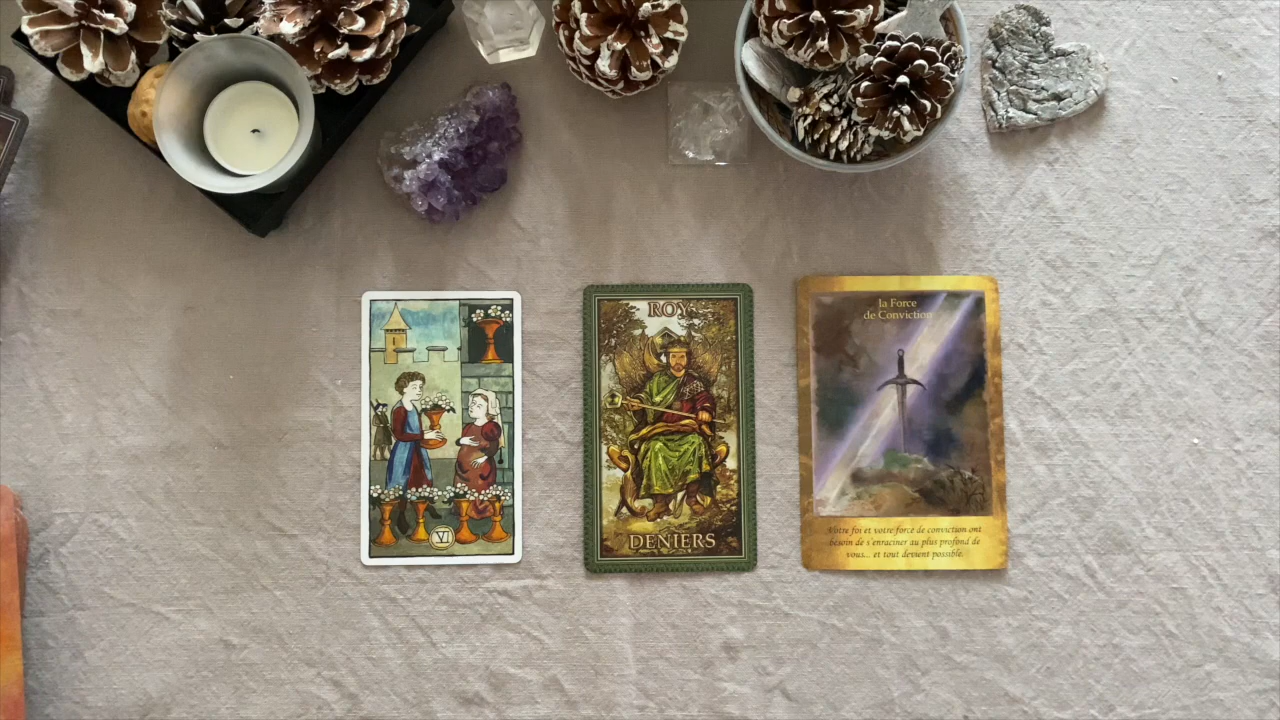 VI
ROY
DENIERS
la Force
de Conviction
Votre foi et votre force de conviction ont
besoin de s'enraciner au plus profond de
vous... et tout devient possible.